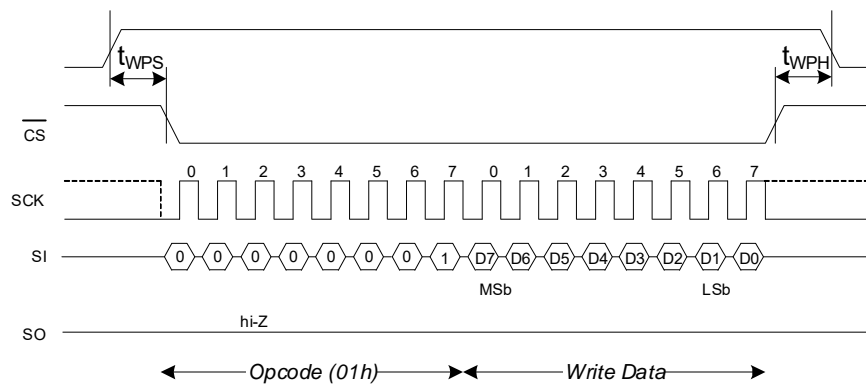 tWPS tWPH
CS
0 1 2 3 4 5 6 7 0 1 2 3 4 5 6 7
SCK
SI 0 0 0 0 0 0 0 1 D7 D6 D5 D4 D3 D2 D1 D0
MSb LSb
hi-Z
SO
Opcode (01h) Write Data